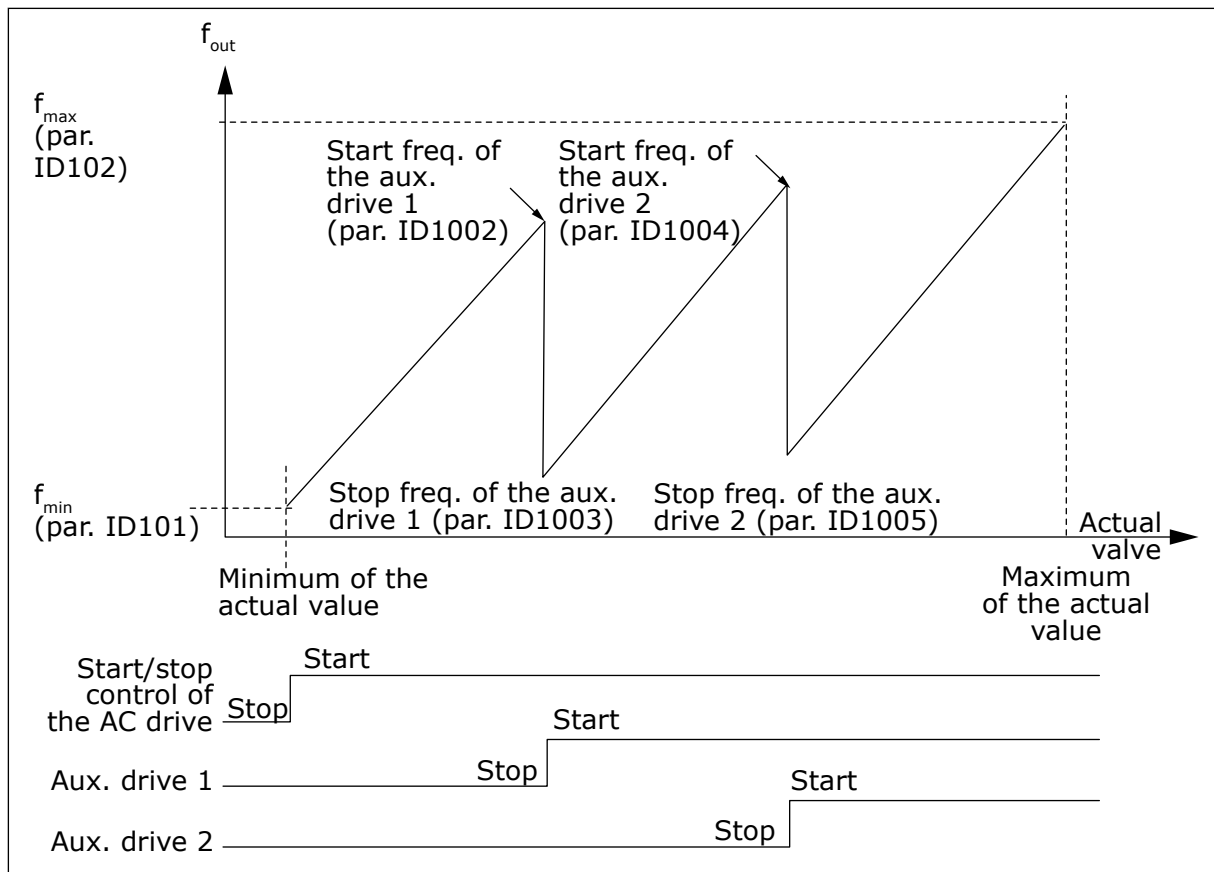 f_out
f_max
(par.
ID102)
Start freq. of
the aux.
drive 1
(par. ID1002)
Start freq. of
the aux.
drive 2
(par. ID1004)
f_min
(par. ID101)
Stop freq. of the aux.
drive 1 (par. ID1003)
Stop freq. of the aux.
drive 2 (par. ID1005)
Actual
valve
Minimum of the
actual value
Maximum
of the actual
value
Start/stop
control of
the AC drive
Stop
Start
Aux. drive 1
Stop
Start
Aux. drive 2
Stop
Start